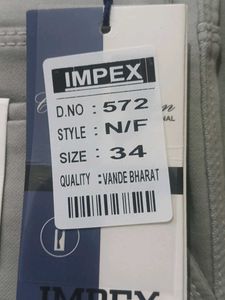 IMPEX
D.NO : 572
STYLE : N/F
SIZE : 34
QUALITY : VANDE BHARAT
IMPEX